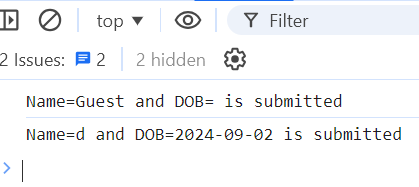 top ▼ Filter
2 Issues: 2 2 hidden
Name=Guest and DOB= is submitted
Name=d and DOB=2024-09-02 is submitted
>